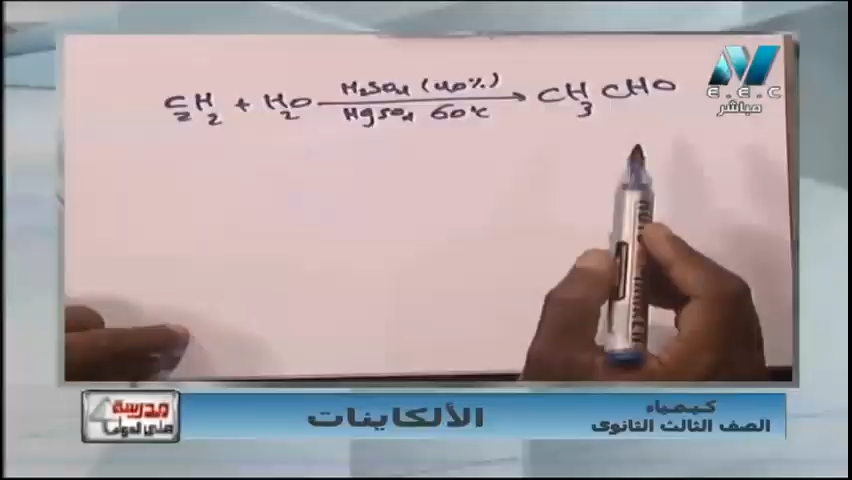 C₂H₂ + H₂O H₂SO₄ (40%) → CH₃CHO
HgSO₄ 60°C
E.E.C
مباشر
كيمياء
الصف الثالث الثانوى
الألكاينات
مدرسة
على الهواء